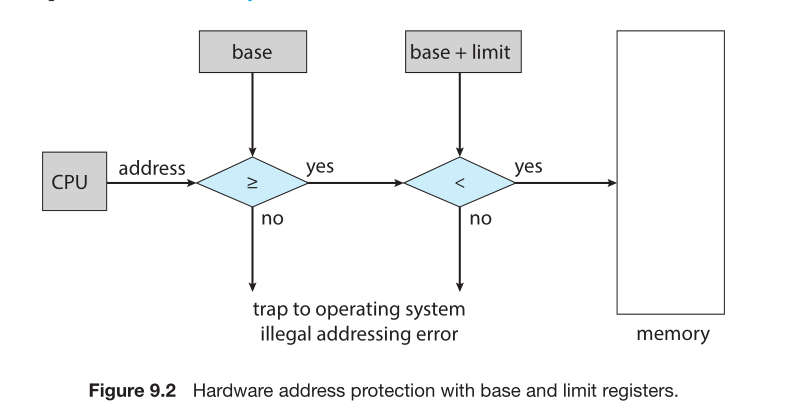 base
base + limit
CPU
address
≥
yes
<
yes
no
no
trap to operating system
illegal addressing error
memory
Figure 9.2 Hardware address protection with base and limit registers.